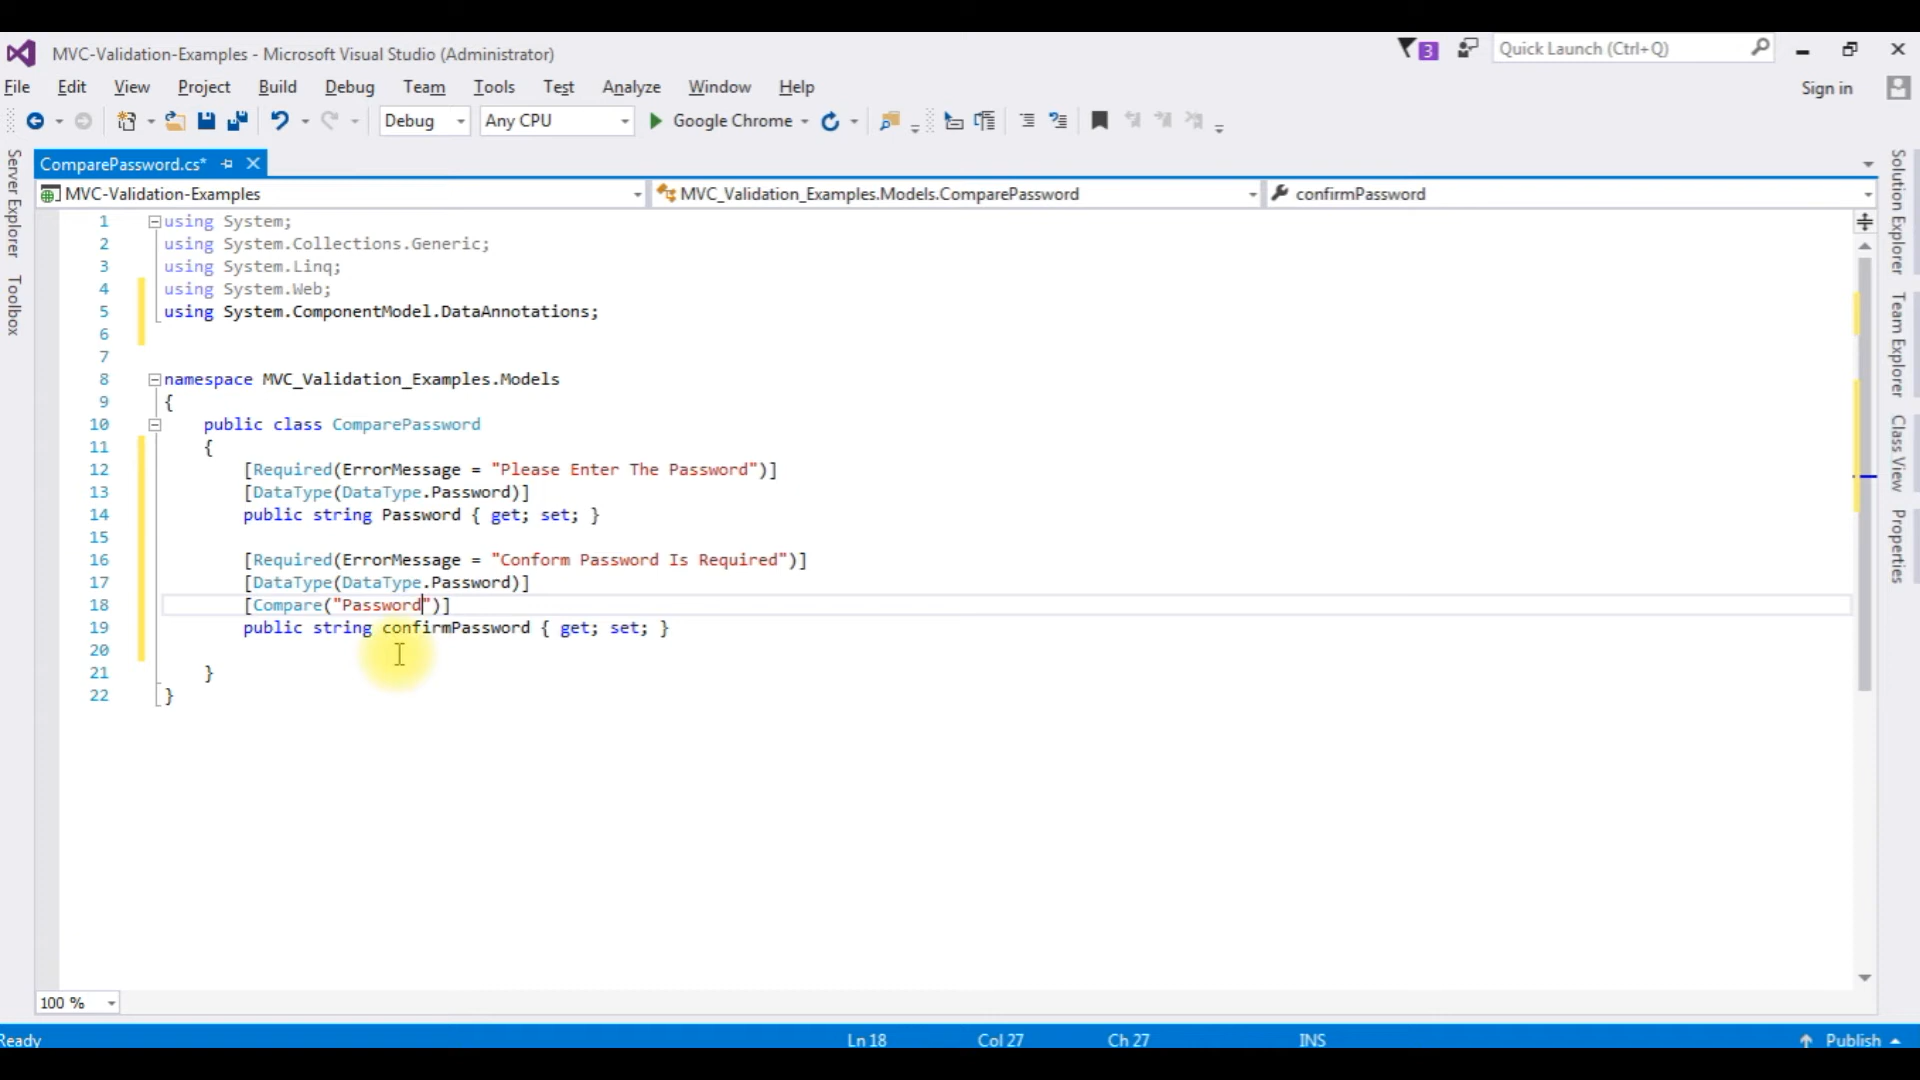 MVC-Validation-Examples - Microsoft Visual Studio (Administrator)
3
Quick Launch (Ctrl+Q)
File Edit View Project Build Debug Team Tools Test Analyze Window Help
Sign in
Debug Any CPU Google Chrome
ComparePassword.cs*
MVC-Validation-Examples MVC_Validation_Examples.Models.ComparePassword confirmPassword
Server Explorer
Toolbox
1 using System;
2 using System.Collections.Generic;
3 using System.Linq;
4 using System.Web;
5 using System.ComponentModel.DataAnnotations;
6
7
8 namespace MVC_Validation_Examples.Models
9 {
10 public class ComparePassword
11 {
12 [Required(ErrorMessage = "Please Enter The Password")]
13 [DataType(DataType.Password)]
14 public string Password { get; set; }
15
16 [Required(ErrorMessage = "Conform Password Is Required")]
17 [DataType(DataType.Password)]
18 [Compare("Password")]
19 public string confirmPassword { get; set; }
20
21 }
22 }
Solution Explorer
Team Explorer
Class View
Properties
100 %
Ready Ln 18 Col 27 Ch 27 INS Publish